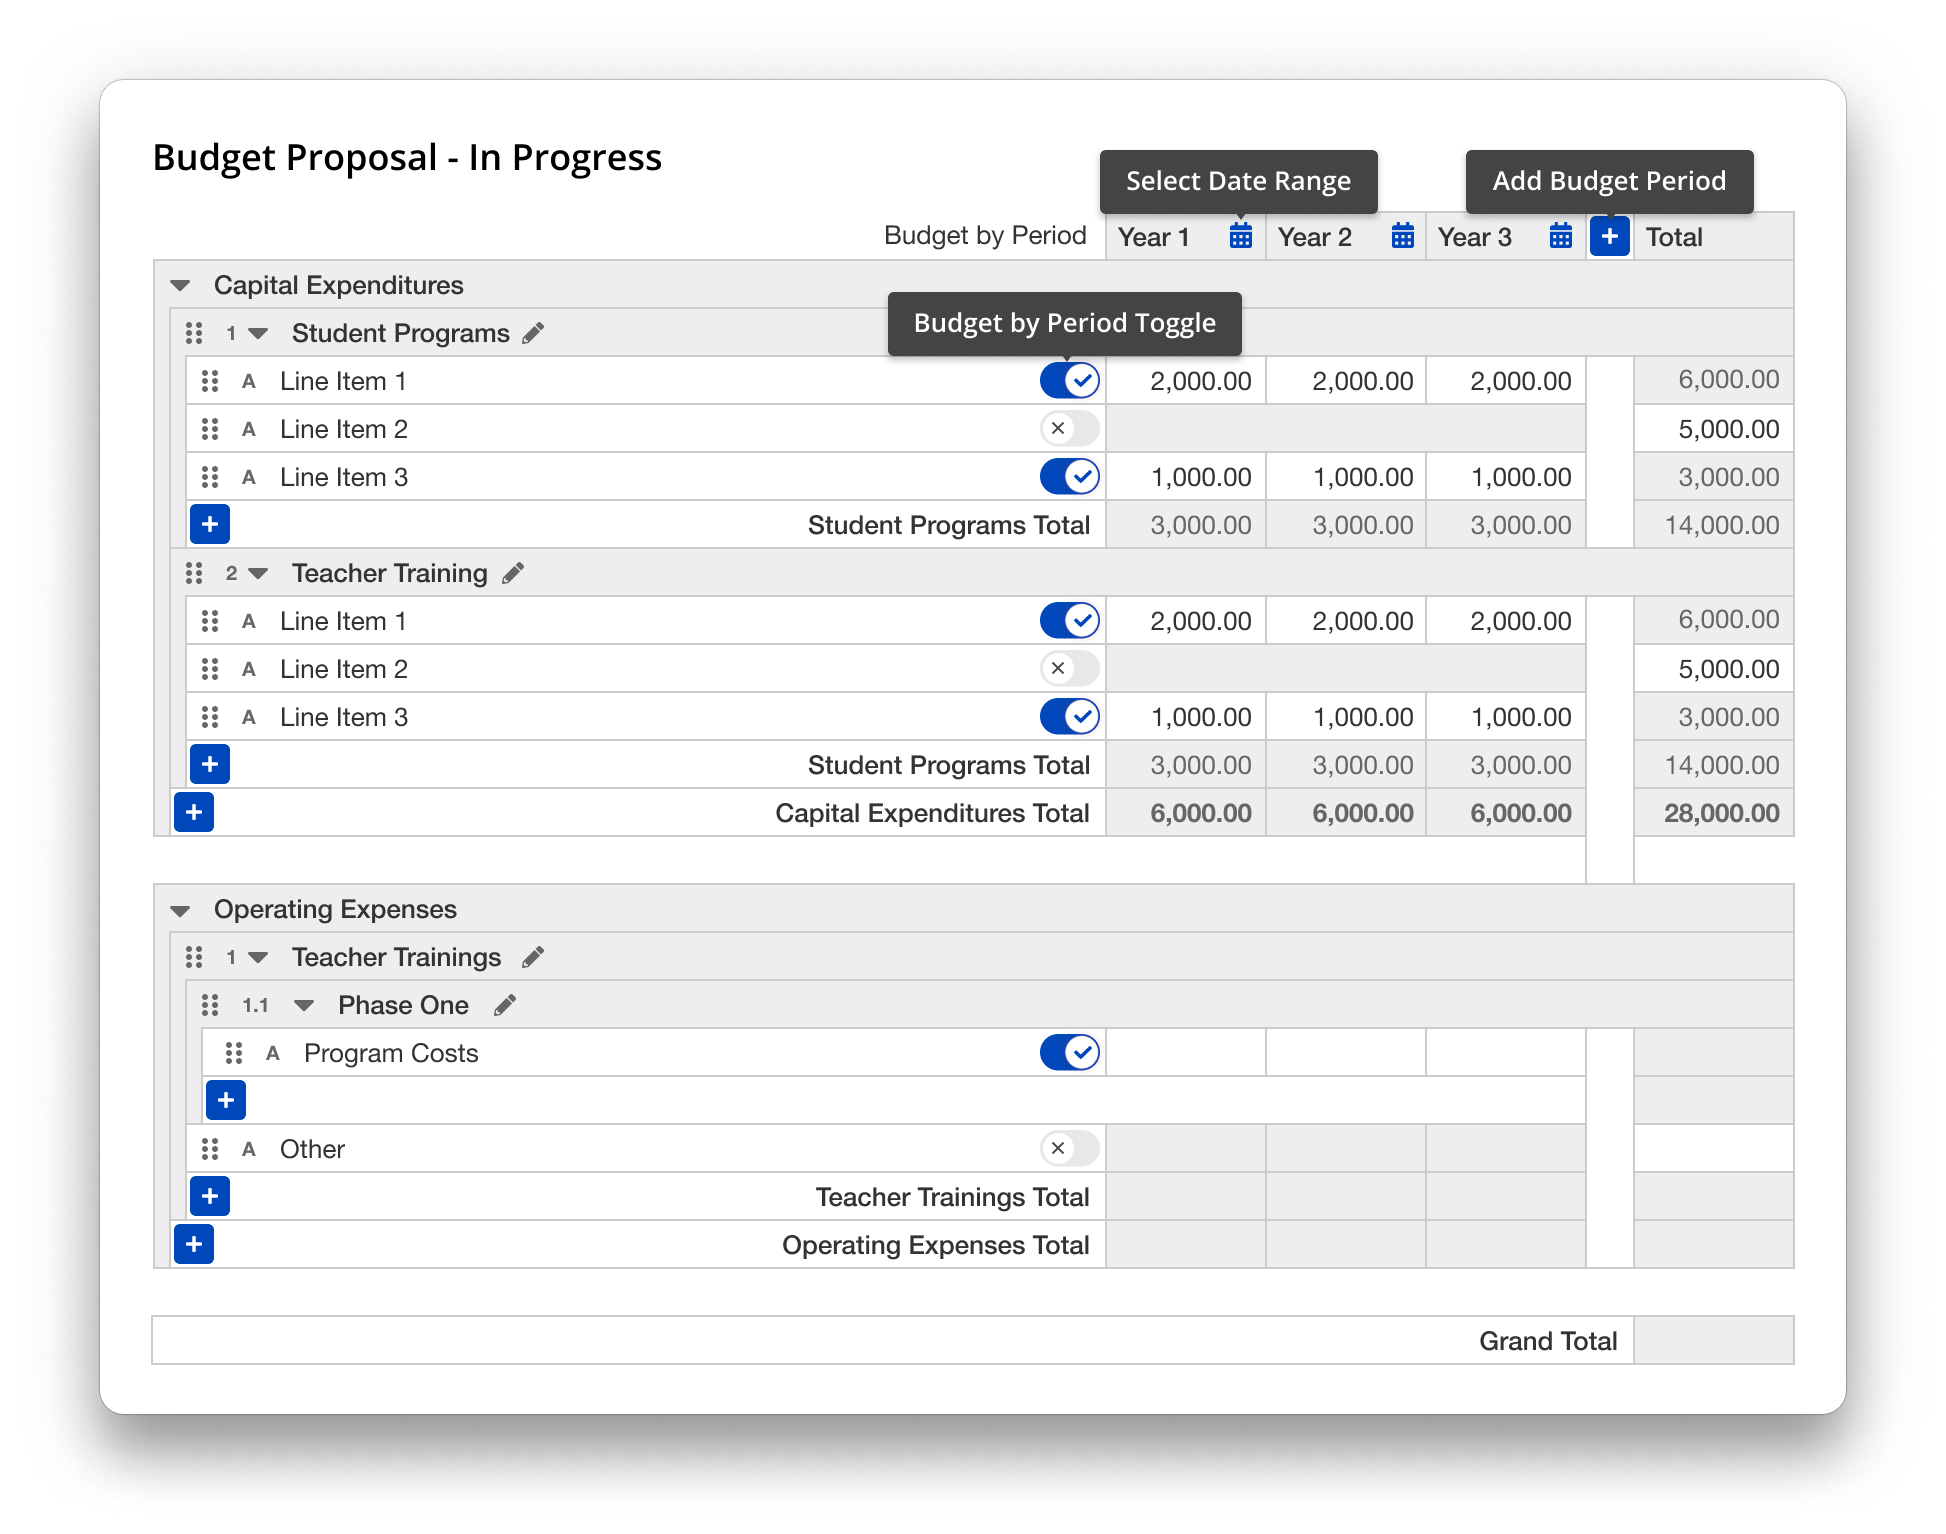 Budget Proposal - In Progress
Select Date Range
Add Budget Period
Budget by Period Year 1 Year 2 Year 3 Total
Capital Expenditures
1 Student Programs
Budget by Period Toggle
A Line Item 1 2,000.00 2,000.00 2,000.00 6,000.00
A Line Item 2 5,000.00
A Line Item 3 1,000.00 1,000.00 1,000.00 3,000.00
Student Programs Total 3,000.00 3,000.00 3,000.00 14,000.00
2 Teacher Training
A Line Item 1 2,000.00 2,000.00 2,000.00 6,000.00
A Line Item 2 5,000.00
A Line Item 3 1,000.00 1,000.00 1,000.00 3,000.00
Student Programs Total 3,000.00 3,000.00 3,000.00 14,000.00
Capital Expenditures Total 6,000.00 6,000.00 6,000.00 28,000.00
Operating Expenses
1 Teacher Trainings
1.1 Phase One
A Program Costs
A Other
Teacher Trainings Total
Operating Expenses Total
Grand Total